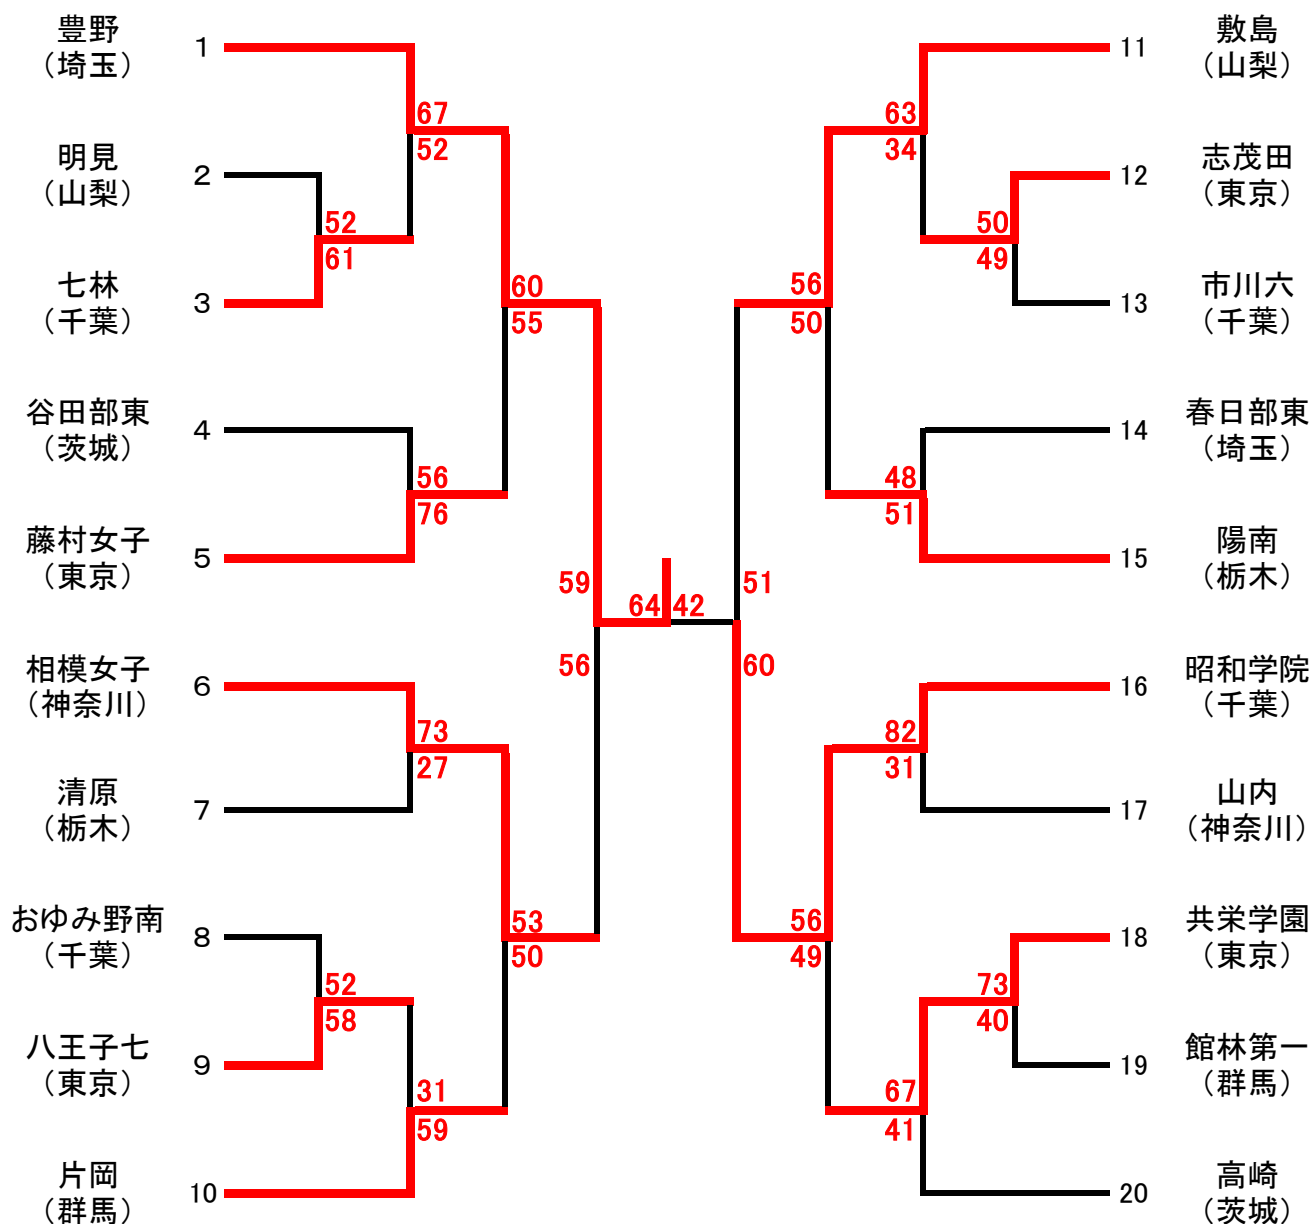 豊野
（埼玉）
1
明見
（山梨）
2
七林
（千葉）
3
谷田部東
（茨城）
4
藤村女子
（東京）
5
相模女子
（神奈川）
6
清原
（栃木）
7
おゆみ野南
（千葉）
8
八王子七
（東京）
9
片岡
（群馬）
10
67
52
52
61
60
55
56
76
59
56
73
27
53
50
52
58
31
59
64
42
51
60
63
34
50
49
56
50
48
51
82
31
56
49
73
40
67
41
11
敷島
（山梨）
12
志茂田
（東京）
13
市川六
（千葉）
14
春日部東
（埼玉）
15
陽南
（栃木）
16
昭和学院
（千葉）
17
山内
（神奈川）
18
共栄学園
（東京）
19
館林第一
（群馬）
20
高崎
（茨城）